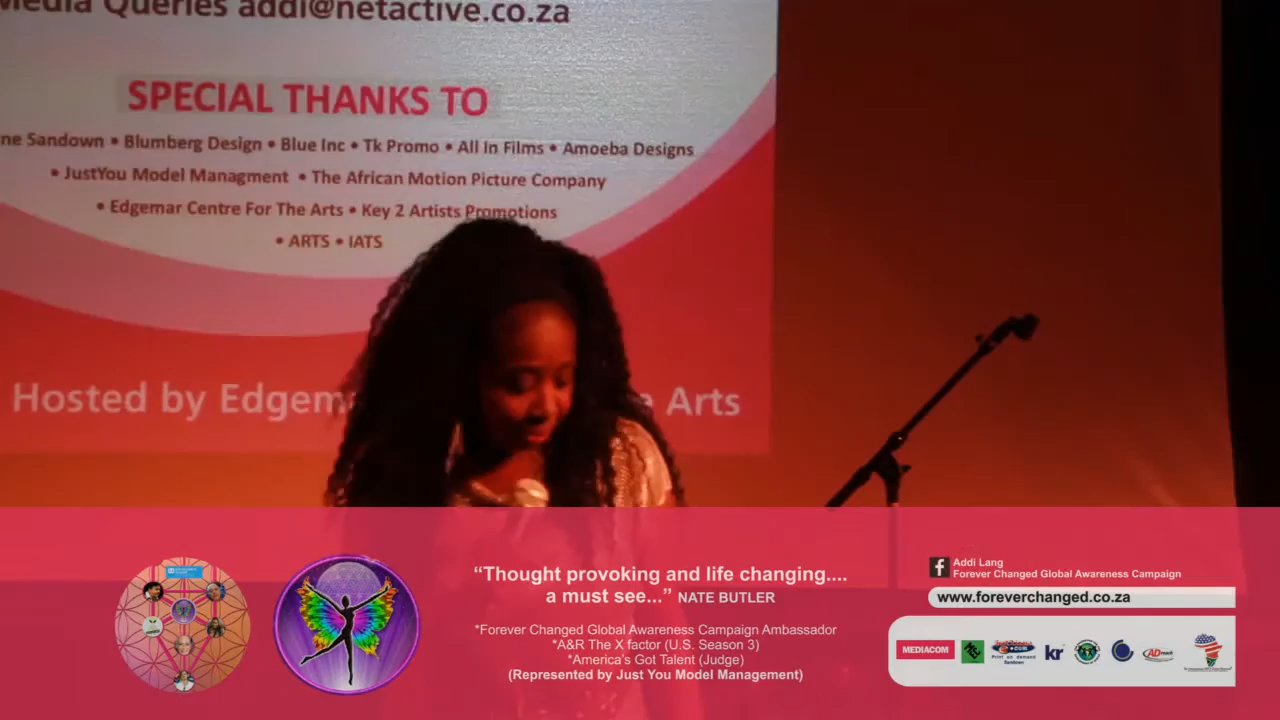 Media Queries addi@netactive.co.za
SPECIAL THANKS TO
ne Sandown • Blumberg Design • Blue Inc • Tk Promo • All In Films • Amoeba Designs
• JustYou Model Managment • The African Motion Picture Company
• Edgemar Centre For The Arts • Key 2 Artists Promotions
• ARTS • IATS
Hosted by Edgem e Arts
“Thought provoking and life changing....
a must see...” NATE BUTLER
*Forever Changed Global Awareness Campaign Ambassador
*A&R The X factor (U.S. Season 3)
*America's Got Talent (Judge)
(Represented by Just You Model Management)
Addi Lang
Forever Changed Global Awareness Campaign
www.foreverchanged.co.za
MEDIACOM
kr